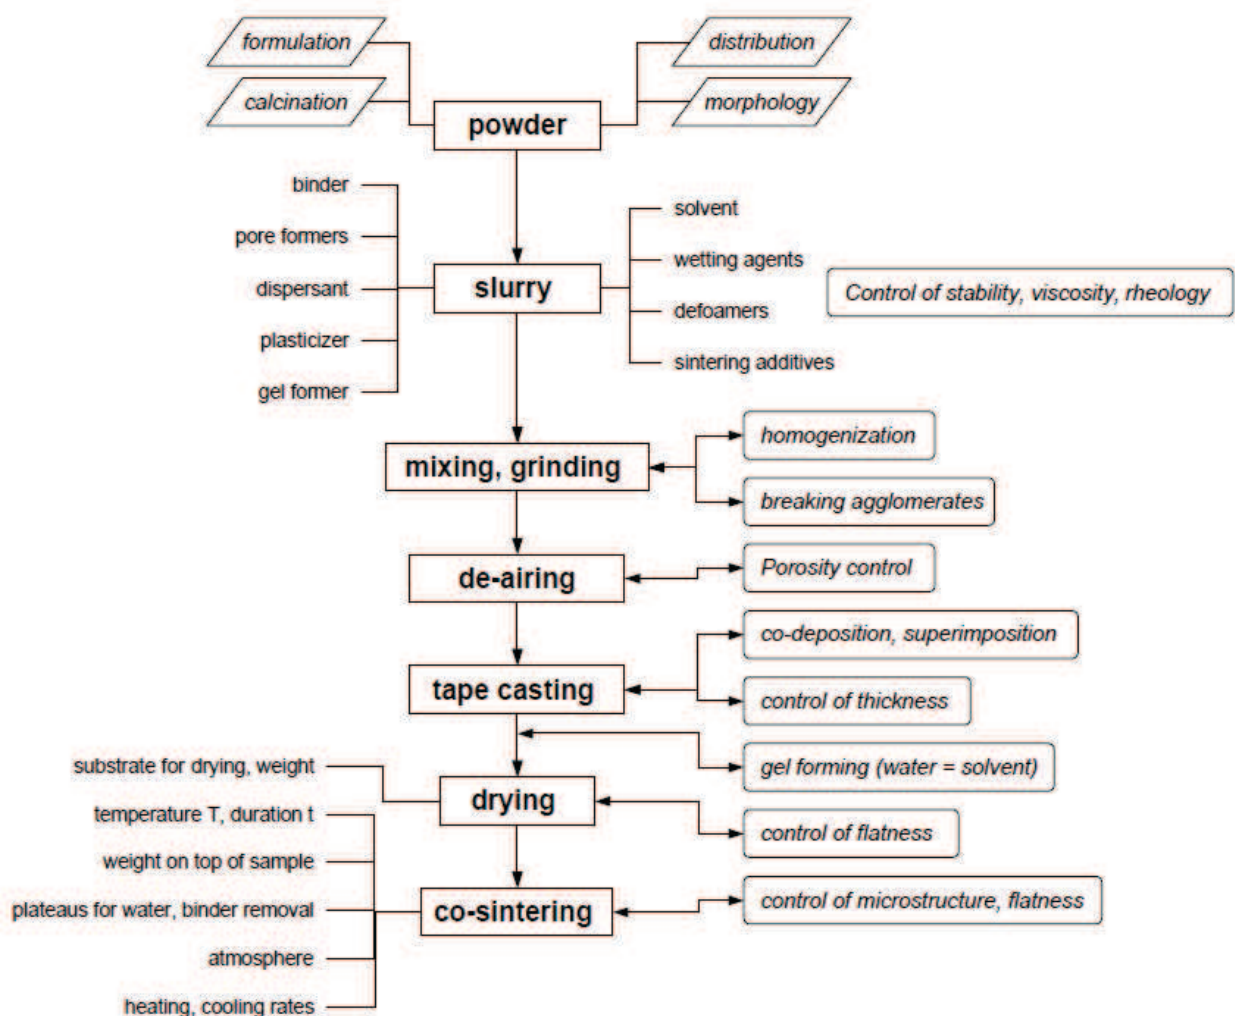 formulation
distribution
calcination
morphology
powder
binder
pore formers
dispersant
plasticizer
gel former
slurry
solvent
wetting agents
defoamers
sintering additives
Control of stability, viscosity, rheology
mixing, grinding
homogenization
breaking agglomerates
de-airing
Porosity control
tape casting
co-deposition, superimposition
control of thickness
gel forming (water = solvent)
substrate for drying, weight
drying
control of flatness
temperature T, duration t
weight on top of sample
plateaus for water, binder removal
atmosphere
heating, cooling rates
co-sintering
control of microstructure, flatness